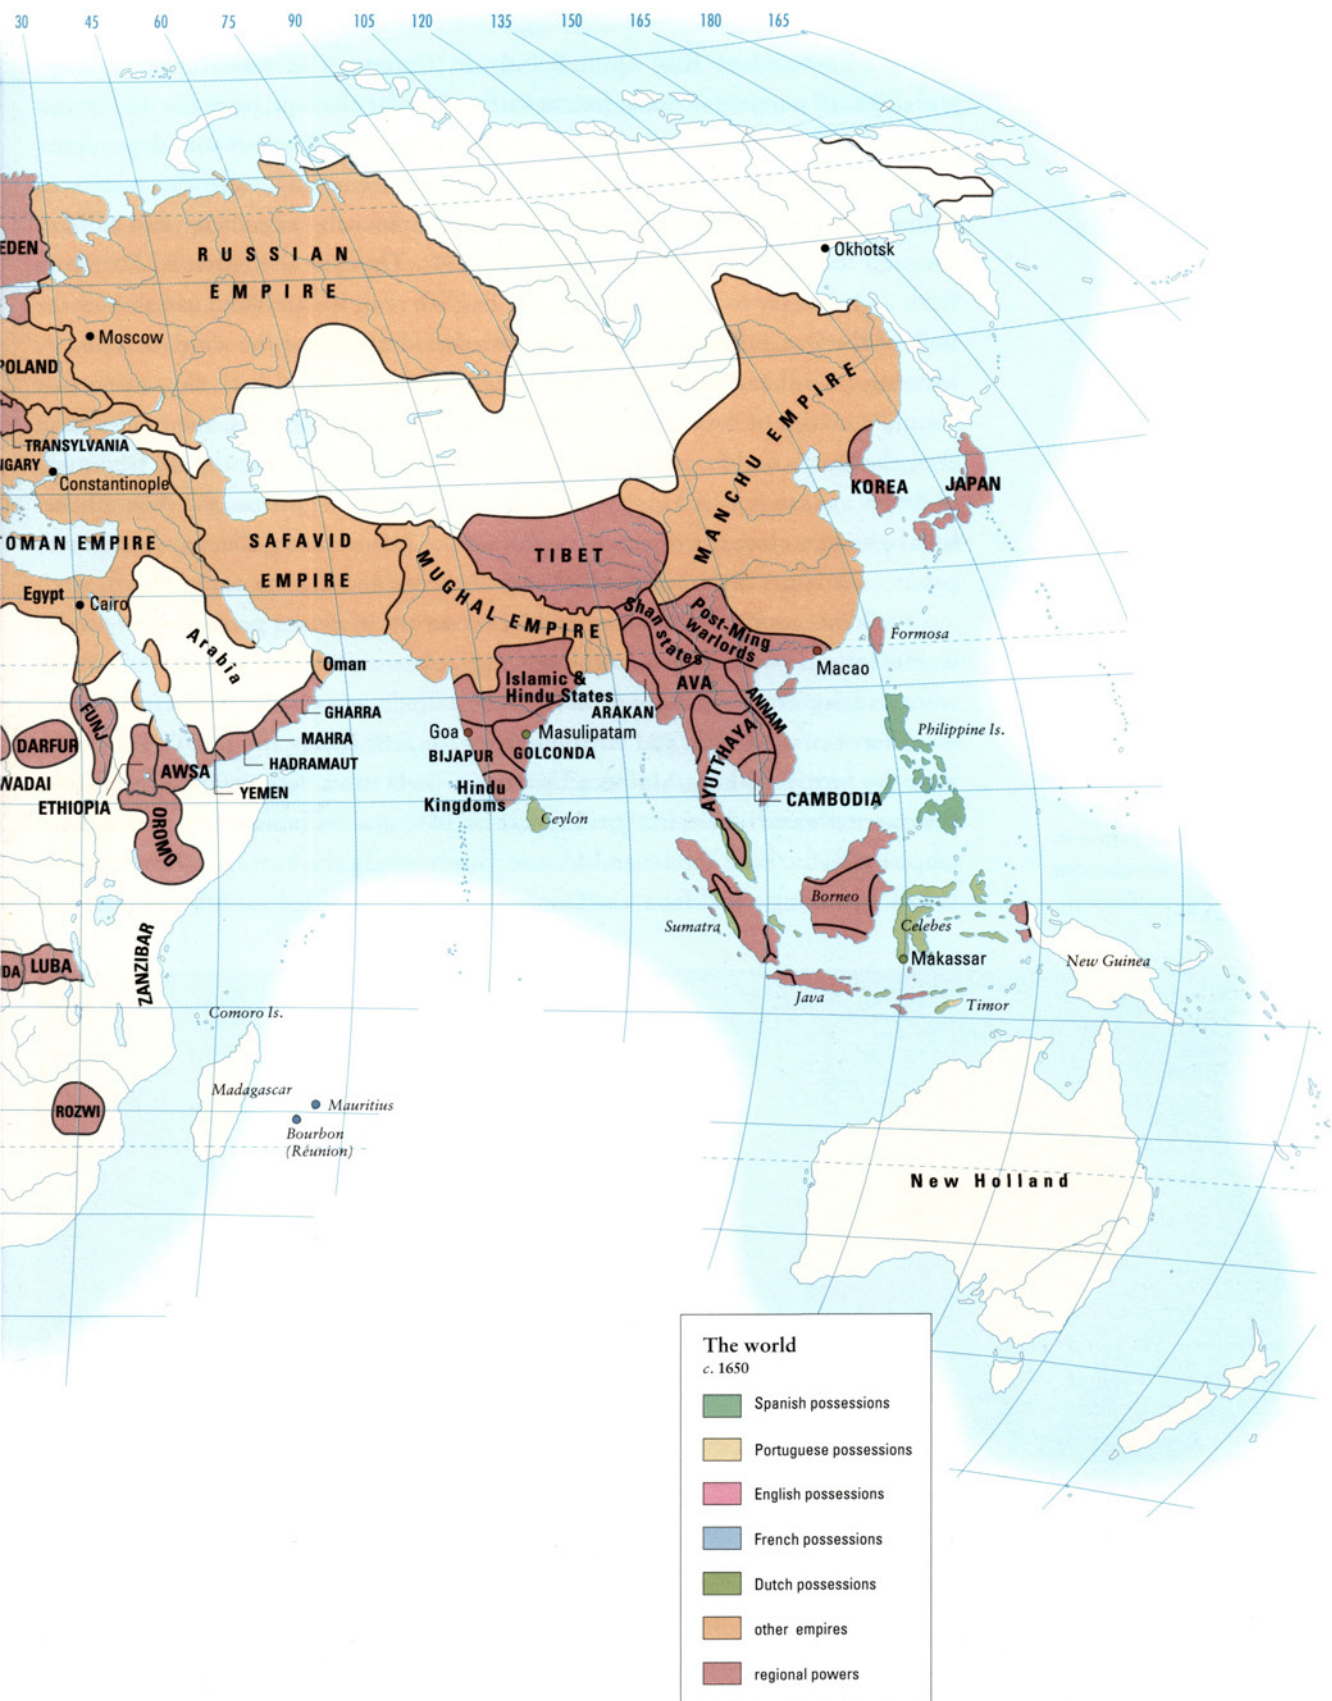 30 45 60 75 90 105 120 135 150 165 180 165
Okhotsk
EDEN
RUSSIAN
EMPIRE
Moscow
POLAND
MANCHU EMPIRE
TRANSYLVANIA
NGARY
Constantinople
KOREA
JAPAN
OMAN EMPIRE
SAFAVID
EMPIRE
TIBET
MUGHAL EMPIRE
Egypt
Cairo
Shan
states
Post-Ming
warlords
Formosa
Arabia
Oman
Macao
Islamic &
Hindu States
AVA
ANNAM
FUNJ
GHARRA
ARAKAN
Philippine Is.
DARFUR
MAHRA
Goa
Masulipatam
BIJAPUR
GOLCONDA
AYUTTHAYA
HADRAMAUT
AWSA
WADAI
YEMEN
ETHIOPIA
Hindu
Kingdoms
CAMBODIA
Ceylon
OROMO
Borneo
Sumatra
Celebes
ZANZIBAR
Makassar
New Guinea
DA
LUBA
Java
Timor
Comoro Is.
Madagascar
Mauritius
ROZWI
Bourbon
(Réunion)
New Holland
The world
c. 1650
Spanish possessions
Portuguese possessions
English possessions
French possessions
Dutch possessions
other empires
regional powers